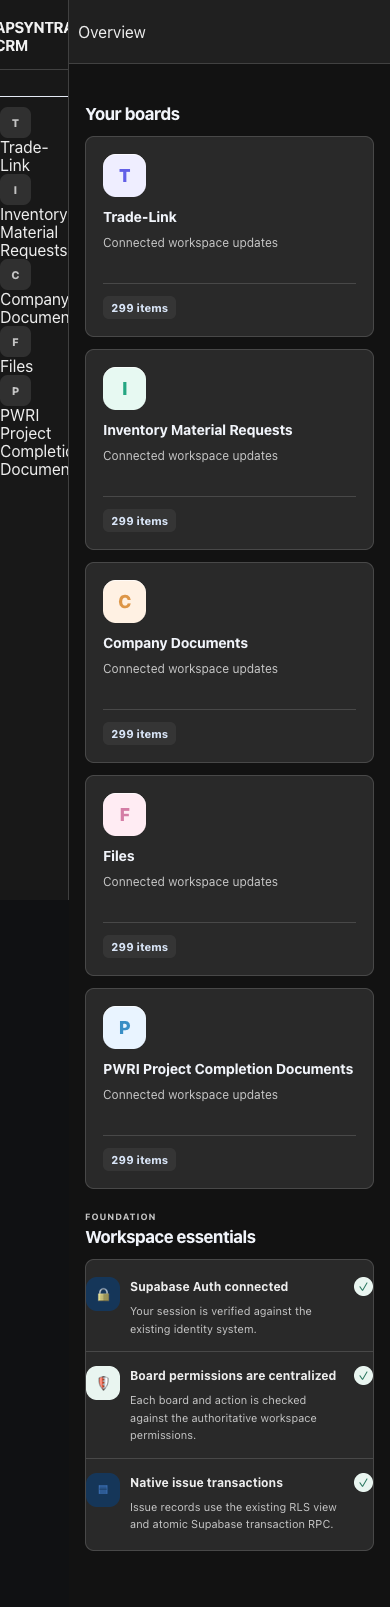 APSYNTRA
CRM
Overview
T
Trade-
Link
I
Inventory
Material
Requests
C
Company
Documen
F
Files
P
PWRI
Project
Completio
Documen
Your boards
T
Trade-Link
Connected workspace updates
299 items
I
Inventory Material Requests
Connected workspace updates
299 items
C
Company Documents
Connected workspace updates
299 items
F
Files
Connected workspace updates
299 items
P
PWRI Project Completion Documents
Connected workspace updates
299 items
FOUNDATION
Workspace essentials
Supabase Auth connected
Your session is verified against the
existing identity system.
Board permissions are centralized
Each board and action is checked
against the authoritative workspace
permissions.
Native issue transactions
Issue records use the existing RLS view
and atomic Supabase transaction RPC.